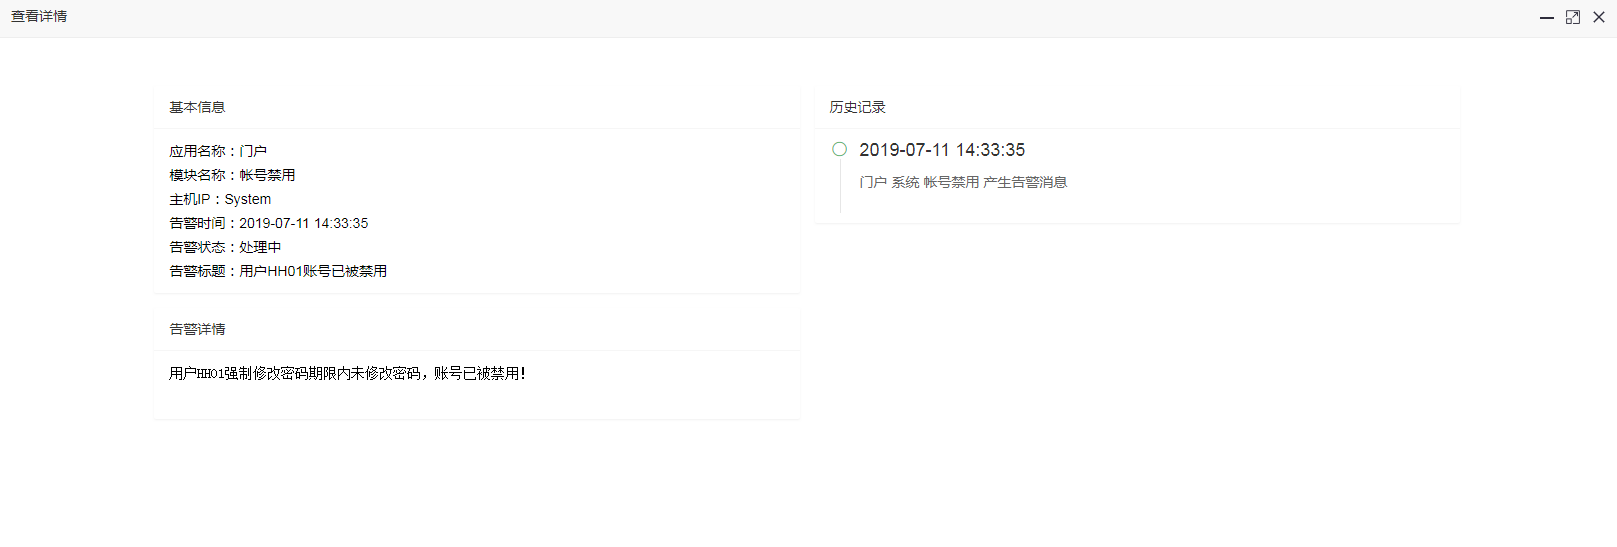 查看详情
基本信息
应用名称：门户
模块名称：帐号禁用
主机IP：System
告警时间：2019-07-11 14:33:35
告警状态：处理中
告警标题：用户HH01账号已被禁用
告警详情
用户HH01强制修改密码期限内未修改密码，账号已被禁用！
历史记录
2019-07-11 14:33:35
门户 系统 帐号禁用 产生告警消息